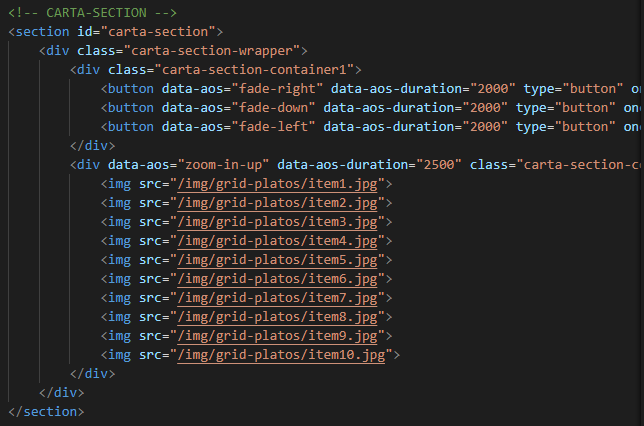 <!-- CARTA-SECTION -->
<section id="carta-section">
<div class="carta-section-wrapper">
<div class="carta-section-container1">
<button data-aos="fade-right" data-aos-duration="2000" type="button" on
<button data-aos="fade-down" data-aos-duration="2000" type="button" onc
<button data-aos="fade-left" data-aos-duration="2000" type="button" onc
</div>
<div data-aos="zoom-in-up" data-aos-duration="2500" class="carta-section-co
<img src="/img/grid-platos/item1.jpg">
<img src="/img/grid-platos/item2.jpg">
<img src="/img/grid-platos/item3.jpg">
<img src="/img/grid-platos/item4.jpg">
<img src="/img/grid-platos/item5.jpg">
<img src="/img/grid-platos/item6.jpg">
<img src="/img/grid-platos/item7.jpg">
<img src="/img/grid-platos/item8.jpg">
<img src="/img/grid-platos/item9.jpg">
<img src="/img/grid-platos/item10.jpg">
</div>
</div>
</section>